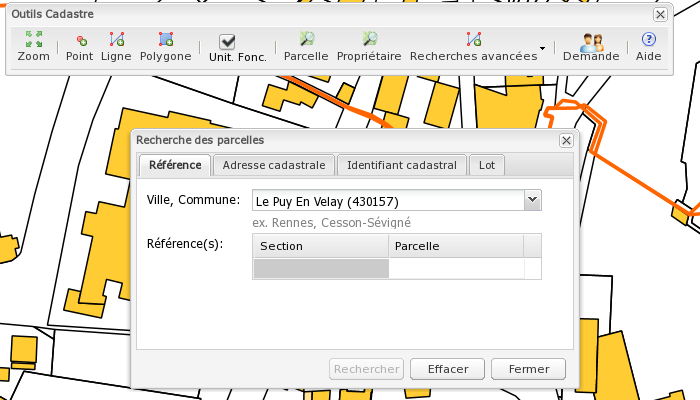 Outils Cadastre
Zoom Point Ligne Polygone Unit. Fonc. Parcelle Propriétaire Recherches avancées Demande Aide
Recherche des parcelles
Référence Adresse cadastrale Identifiant cadastral Lot
Ville, Commune: Le Puy En Velay (430157)
ex. Rennes, Cesson-Sévigné
Référence(s): Section Parcelle
Rechercher Effacer Fermer